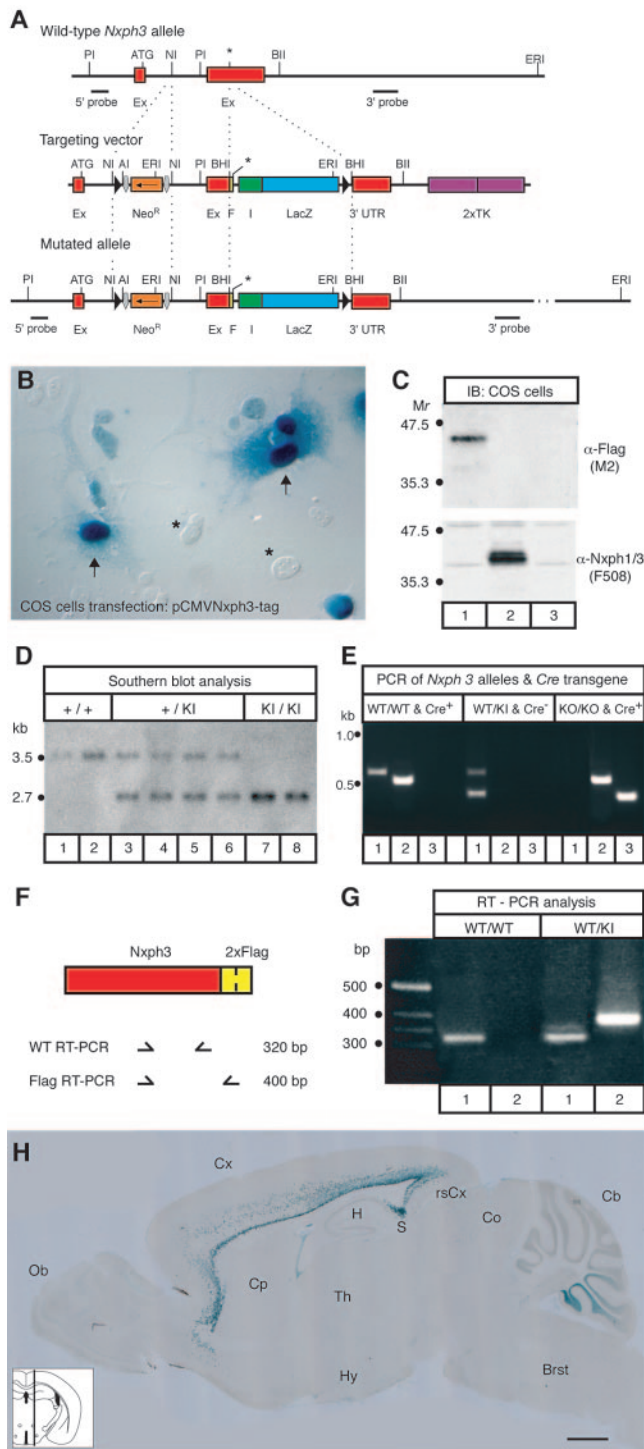 A
Wild-type Nxph3 allele
PI ATG NI PI * BII ERI
5' probe Ex Ex 3' probe
Targeting vector
ATG NI AI ERI NI PI BHI * ERI BHI BII
Ex NeoR Ex F I LacZ 3' UTR 2xTK
Mutated allele
PI ATG NI AI ERI NI PI BHI * ERI BHI BII ERI
5' probe Ex NeoR Ex F I LacZ 3' UTR 3' probe
B
* *
COS cells transfection: pCMVNxph3-tag
C
IB: COS cells
Mr
47.5
α-Flag
(M2)
35.3
47.5
α-Nxph1/3
(F508)
35.3
1 2 3
D
Southern blot analysis
+ / + + / KI KI / KI
kb
3.5
2.7
1 2 3 4 5 6 7 8
E
PCR of Nxph 3 alleles & Cre transgene
WT/WT & Cre+ WT/KI & Cre- KO/KO & Cre+
kb
1.0
0.5
1 2 3 1 2 3 1 2 3
F
Nxph3 2xFlag
WT RT-PCR 320 bp
Flag RT-PCR 400 bp
G
RT - PCR analysis
WT/WT WT/KI
bp
500
400
300
1 2 1 2
H
Cx
rsCx
Cb
H
S
Co
Ob
Cp
Th
Hy
Brst